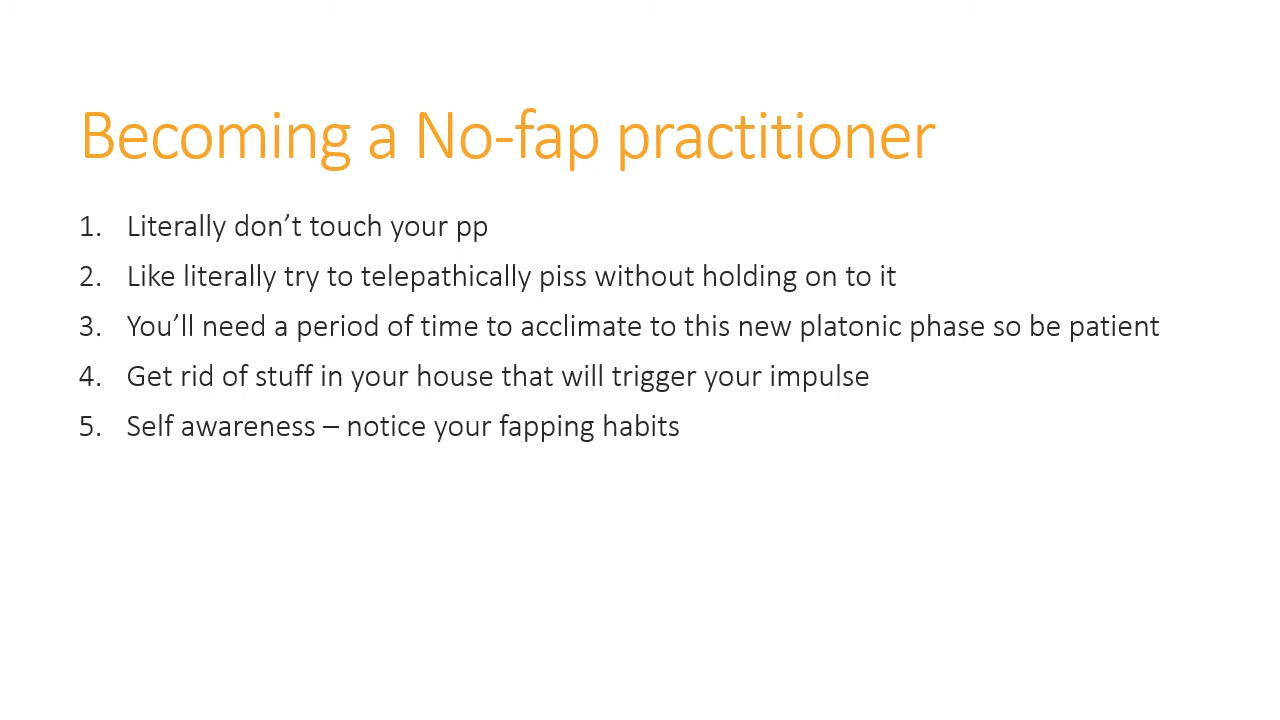 Becoming a No-fap practitioner
1. Literally don’t touch your pp
2. Like literally try to telepathically piss without holding on to it
3. You’ll need a period of time to acclimate to this new platonic phase so be patient
4. Get rid of stuff in your house that will trigger your impulse
5. Self awareness – notice your fapping habits